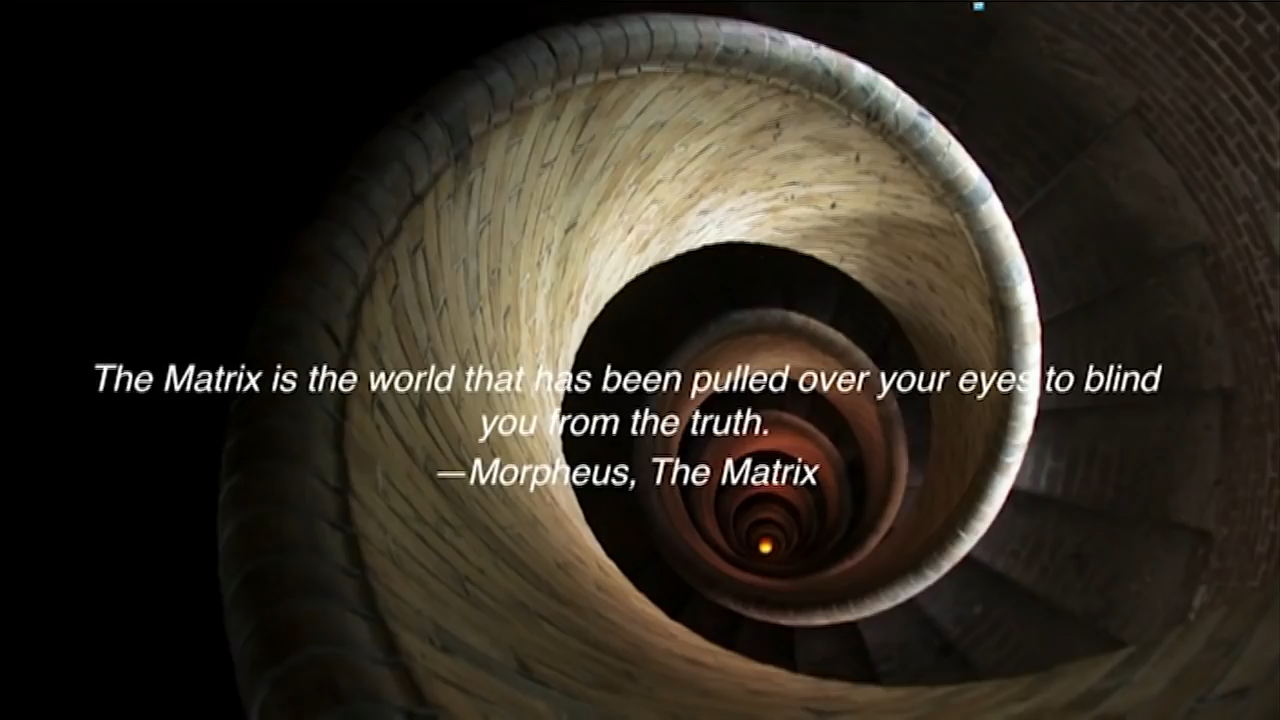 The Matrix is the world that has been pulled over your eyes to blind
you from the truth.
—Morpheus, The Matrix